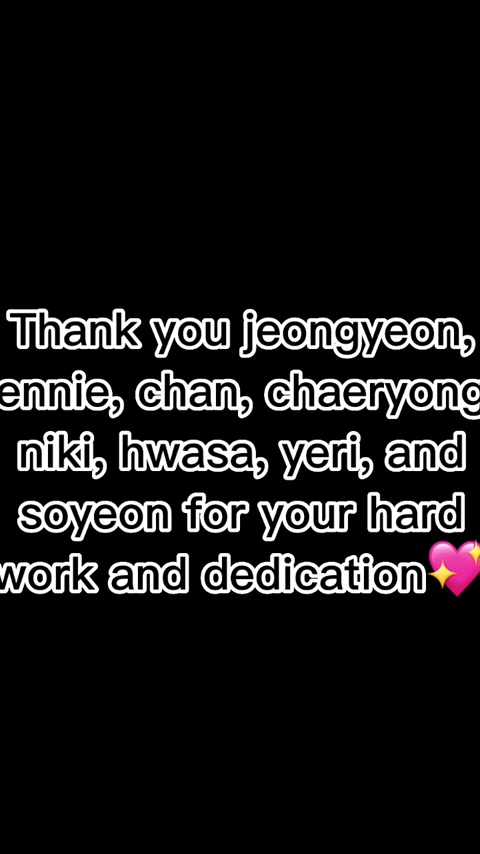 Thank you jeongyeon,
ennie, chan, chaeryong
niki, hwasa, yeri, and
soyeon for your hard
work and dedication💖